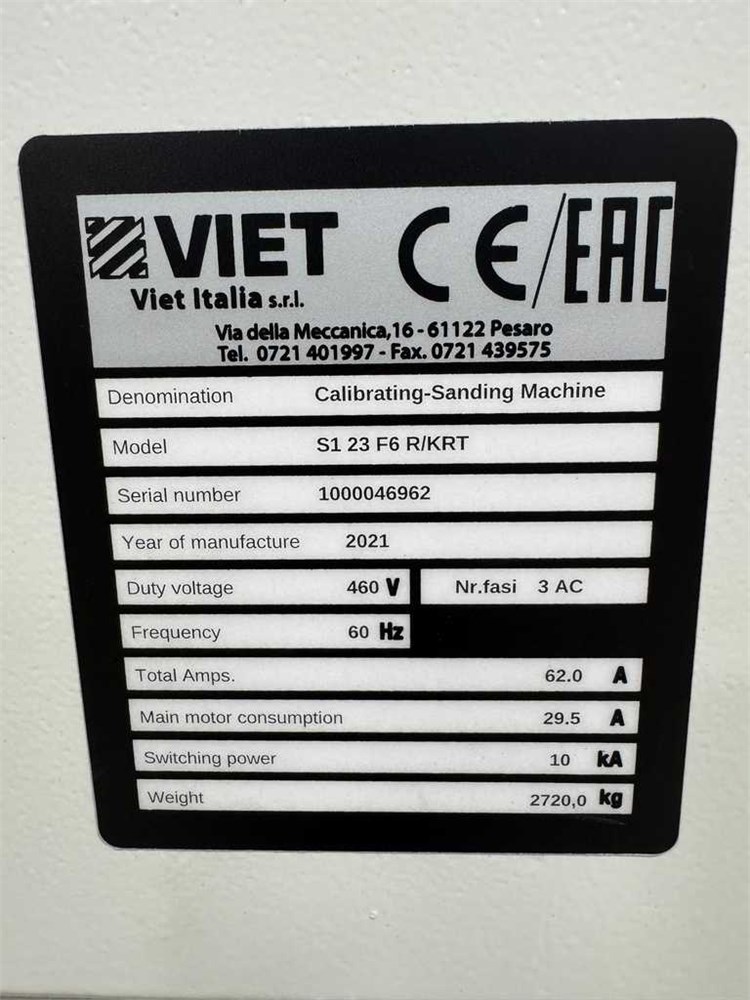 VIET CE/EAC
Viet Italia s.r.l.
Via della Meccanica,16 - 61122 Pesaro
Tel. 0721 401997 - Fax. 0721 439575
Denomination Calibrating-Sanding Machine
Model S1 23 F6 R/KRT
Serial number 1000046962
Year of manufacture 2021
Duty voltage 460 V Nr.fasi 3 AC
Frequency 60 Hz
Total Amps. 62.0 A
Main motor consumption 29.5 A
Switching power 10 kA
Weight 2720,0 kg